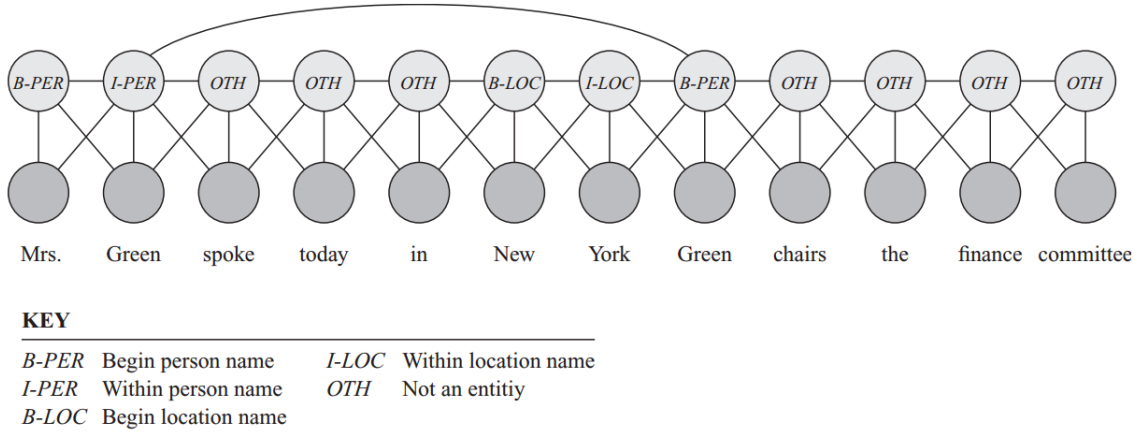 B-PER I-PER OTH OTH OTH B-LOC I-LOC B-PER OTH OTH OTH OTH
Mrs. Green spoke today in New York Green chairs the finance committee
KEY
B-PER Begin person name I-LOC Within location name
I-PER Within person name OTH Not an entitiy
B-LOC Begin location name